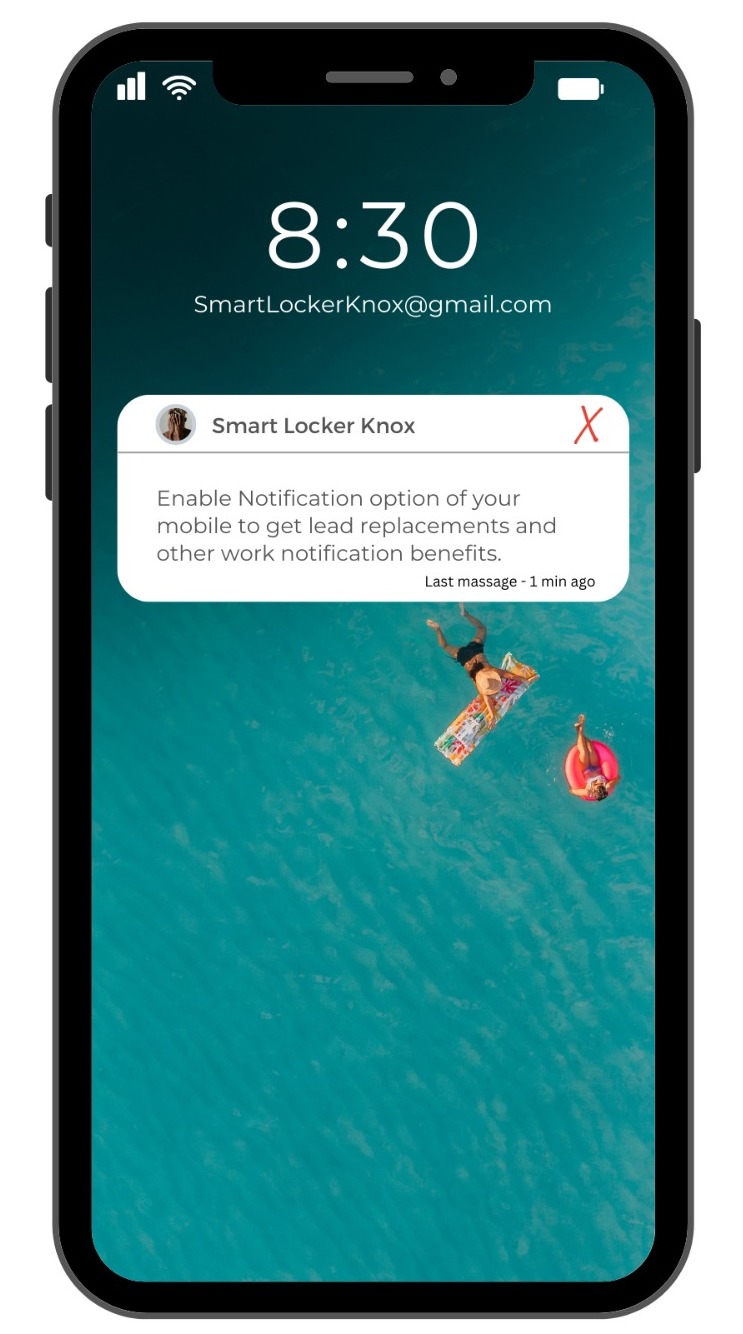 8:30
SmartLockerKnox@gmail.com
Smart Locker Knox X
Enable Notification option of your
mobile to get lead replacements and
other work notification benefits.
Last massage - 1 min ago